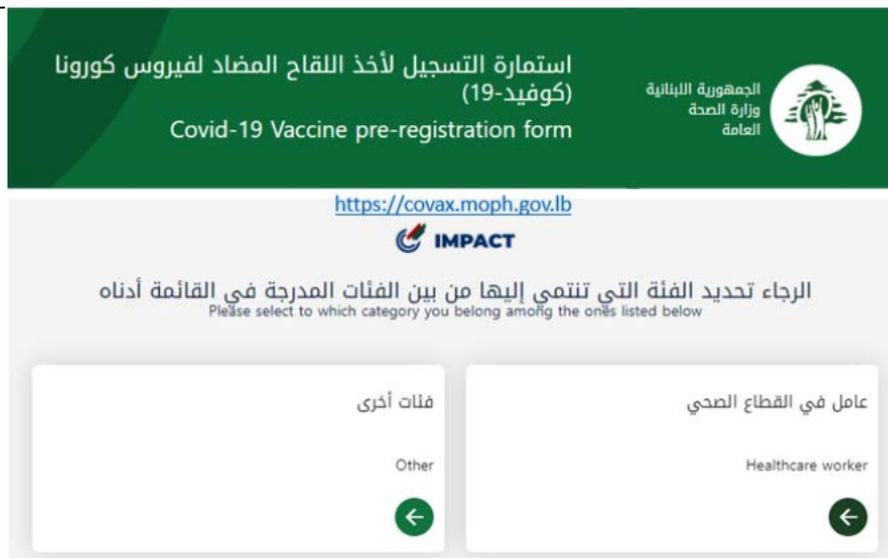 الجمهورية اللبنانية
وزارة الصحة
العامة
استمارة التسجيل لأخذ اللقاح المضاد لفيروس كورونا
(كوفيد-19)
Covid-19 Vaccine pre-registration form
https://covax.moph.gov.lb
IMPACT
الرجاء تحديد الفئة التي تنتمي إليها من بين الفئات المدرجة في القائمة أدناه
Please select to which category you belong among the ones listed below
عامل في القطاع الصحي
Healthcare worker
فئات أخرى
Other